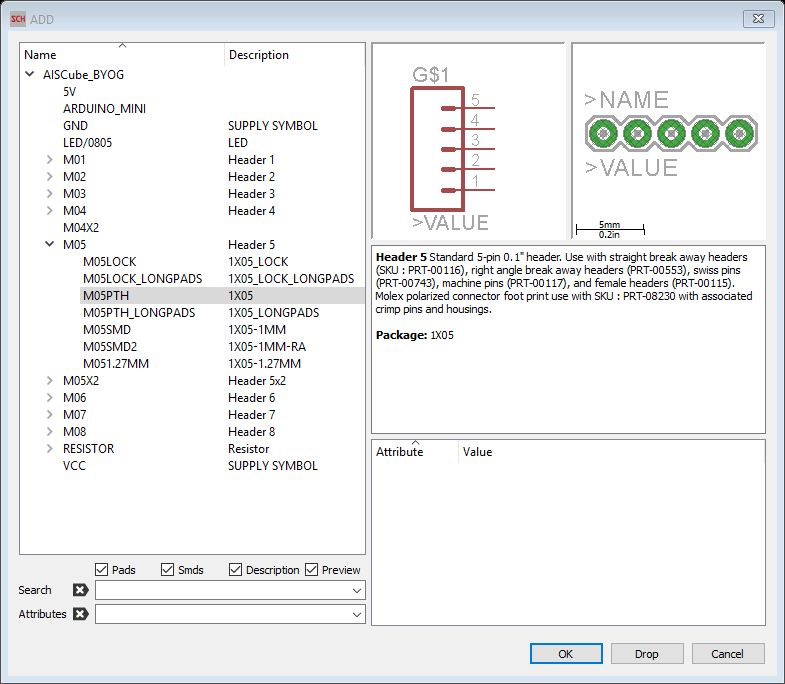 SCH ADD
Name Description
AISCube_BYOG
5V
ARDUINO_MINI
GND SUPPLY SYMBOL
LED/0805 LED
M01 Header 1
M02 Header 2
M03 Header 3
M04 Header 4
M04X2
M05 Header 5
M05LOCK 1X05_LOCK
M05LOCK_LONGPADS 1X05_LOCK_LONGPADS
M05PTH 1X05
M05PTH_LONGPADS 1X05_LONGPADS
M05SMD 1X05-1MM
M05SMD2 1X05-1MM-RA
M051.27MM 1X05-1.27MM
M05X2 Header 5x2
M06 Header 6
M07 Header 7
M08 Header 8
RESISTOR Resistor
VCC SUPPLY SYMBOL
Pads Smds Description Preview
Search
Attributes
G$1
5
4
3
2
1
>VALUE
>NAME
>VALUE
5mm
0.2in
Header 5 Standard 5-pin 0.1" header. Use with straight break away headers
(SKU : PRT-00116), right angle break away headers (PRT-00553), swiss pins
(PRT-00743), machine pins (PRT-00117), and female headers (PRT-00115).
Molex polarized connector foot print use with SKU : PRT-08230 with associated
crimp pins and housings.
Package: 1X05
Attribute Value
OK Drop Cancel